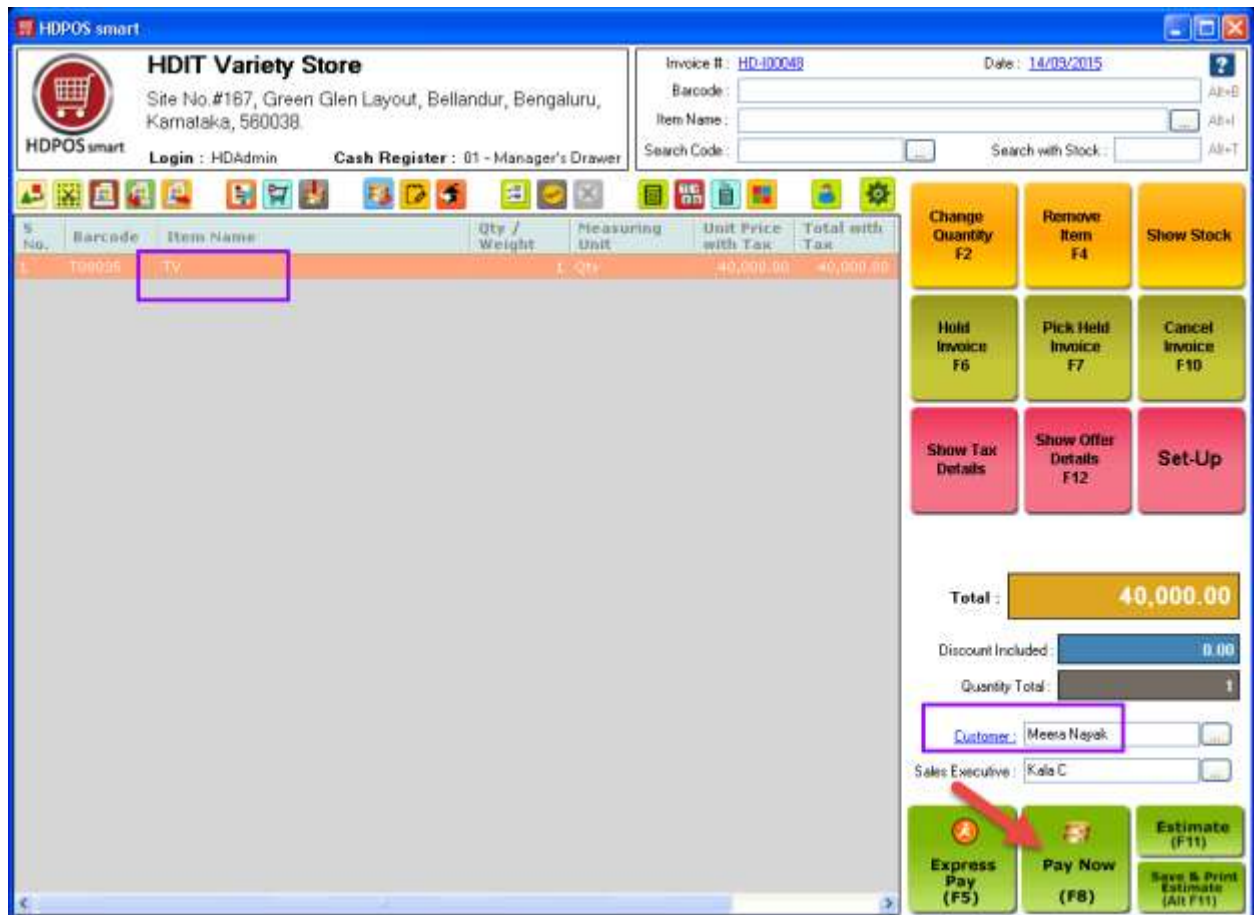 HDPOS smart
HDIT Variety Store
Site No.#167, Green Glen Layout, Bellandur, Bengaluru,
Karnataka, 560038.
HDPOS smart
Login : HDAdmin Cash Register : 01 - Manager's Drawer
Invoice # : HD-I00048 Date : 14/09/2015 ?
Barcode : Alt+B
Item Name : ... Alt+I
Search Code : ... Search with Stock : Alt+T
S No. Barcode Item Name Qty / Weight Measuring Unit Unit Price with Tax Total with Tax
1 TV 1 Qty 40,000.00 40,000.00
Change
Quantity
F2
Remove
Item
F4
Show Stock
Hold
Invoice
F6
Pick Held
Invoice
F7
Cancel
Invoice
F10
Show Tax
Details
Show Offer
Details
F12
Set-Up
Total : 40,000.00
Discount Included : 0.00
Quantity Total : 1
Customer : Meera Nayak ...
Sales Executive : Kala C ...
Express
Pay
(F5)
Pay Now
(F8)
Estimate
(F11)
Save & Print
Estimate
(Alt F11)